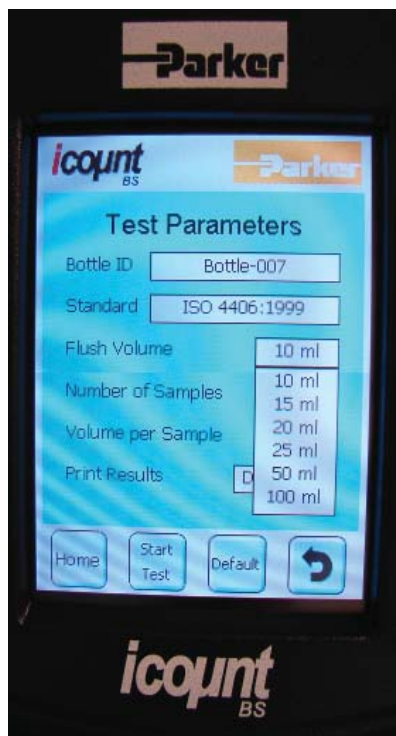 Parker
icount
BS
Parker
Test Parameters
Bottle ID Bottle-007
Standard ISO 4406:1999
Flush Volume 10 ml
10 ml
15 ml
Number of Samples
20 ml
Volume per Sample
25 ml
Print Results D
50 ml
100 ml
Home Start Test Default
icount
BS